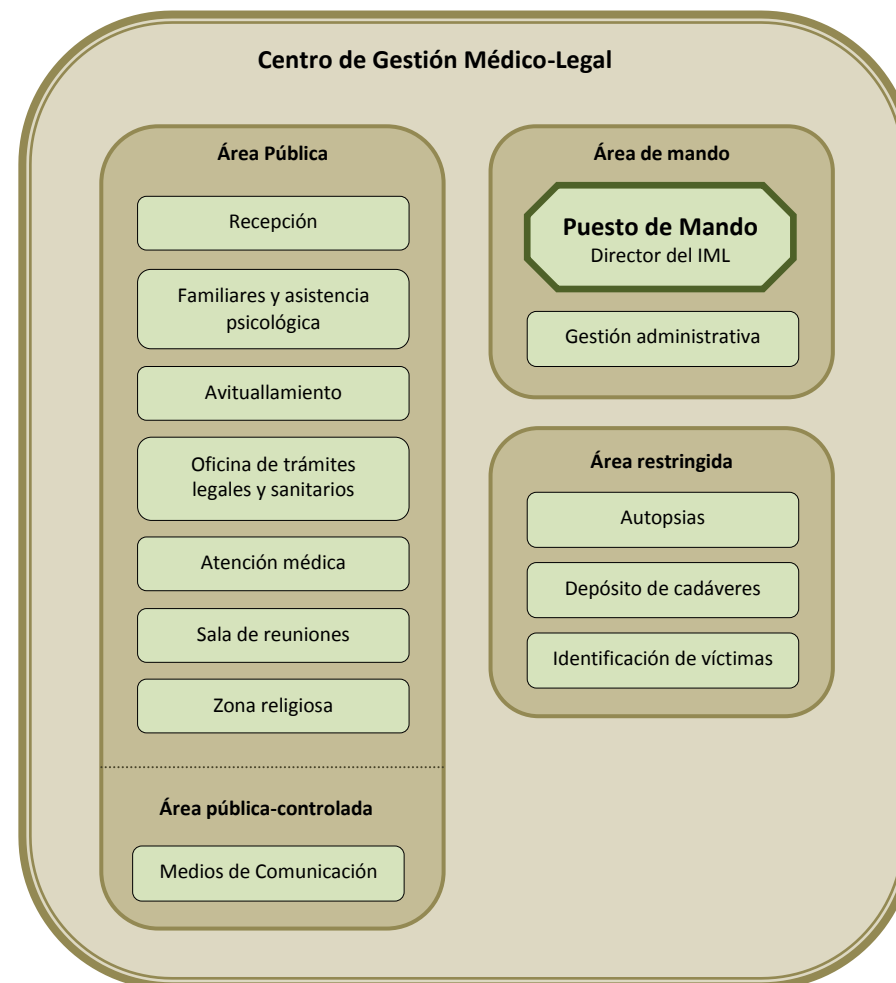 Centro de Gestión Médico-Legal
Área Pública
Recepción
Familiares y asistencia
psicológica
Avituallamiento
Oficina de trámites
legales y sanitarios
Atención médica
Sala de reuniones
Zona religiosa
Área pública-controlada
Medios de Comunicación
Área de mando
Puesto de Mando
Director del IML
Gestión administrativa
Área restringida
Autopsias
Depósito de cadáveres
Identificación de víctimas